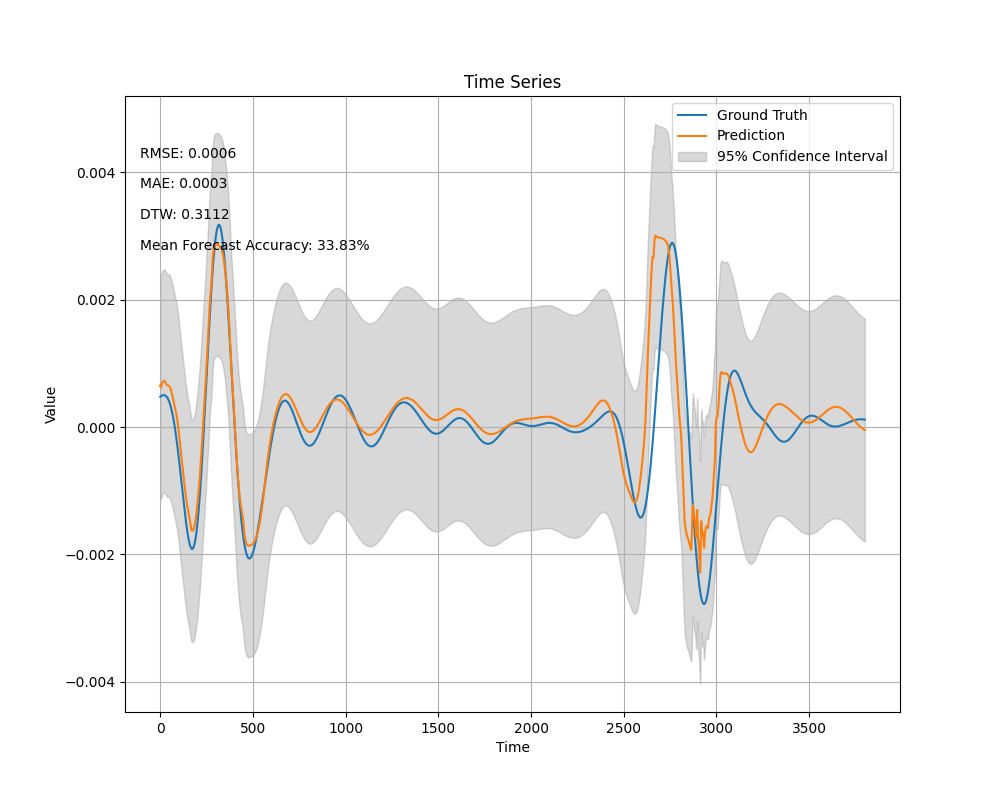 Time Series
Ground Truth
Prediction
95% Confidence Interval
RMSE: 0.0006
MAE: 0.0003
DTW: 0.3112
Mean Forecast Accuracy: 33.83%
Value
0.004
0.002
0.000
−0.002
−0.004
0 500 1000 1500 2000 2500 3000 3500
Time